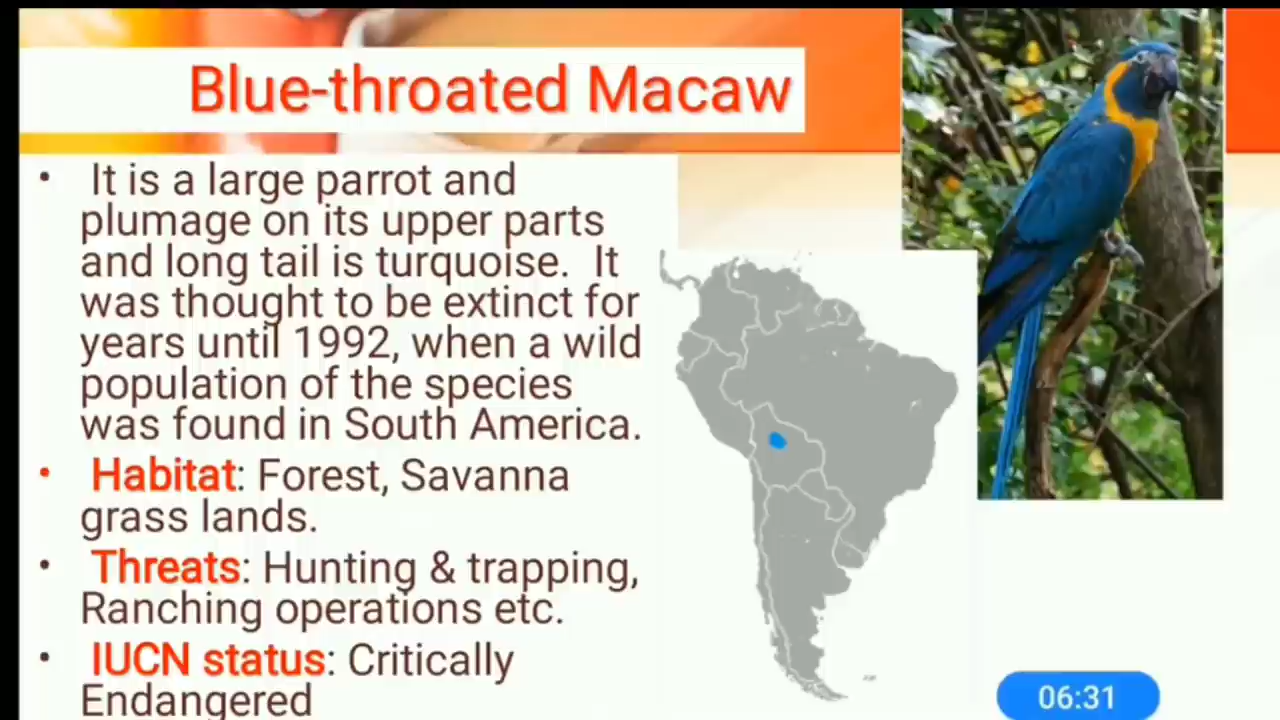 Blue-throated Macaw
• It is a large parrot and
plumage on its upper parts
and long tail is turquoise. It
was thought to be extinct for
years until 1992, when a wild
population of the species
was found in South America.
• Habitat: Forest, Savanna
grass lands.
• Threats: Hunting & trapping,
Ranching operations etc.
• IUCN status: Critically
Endangered
06:31